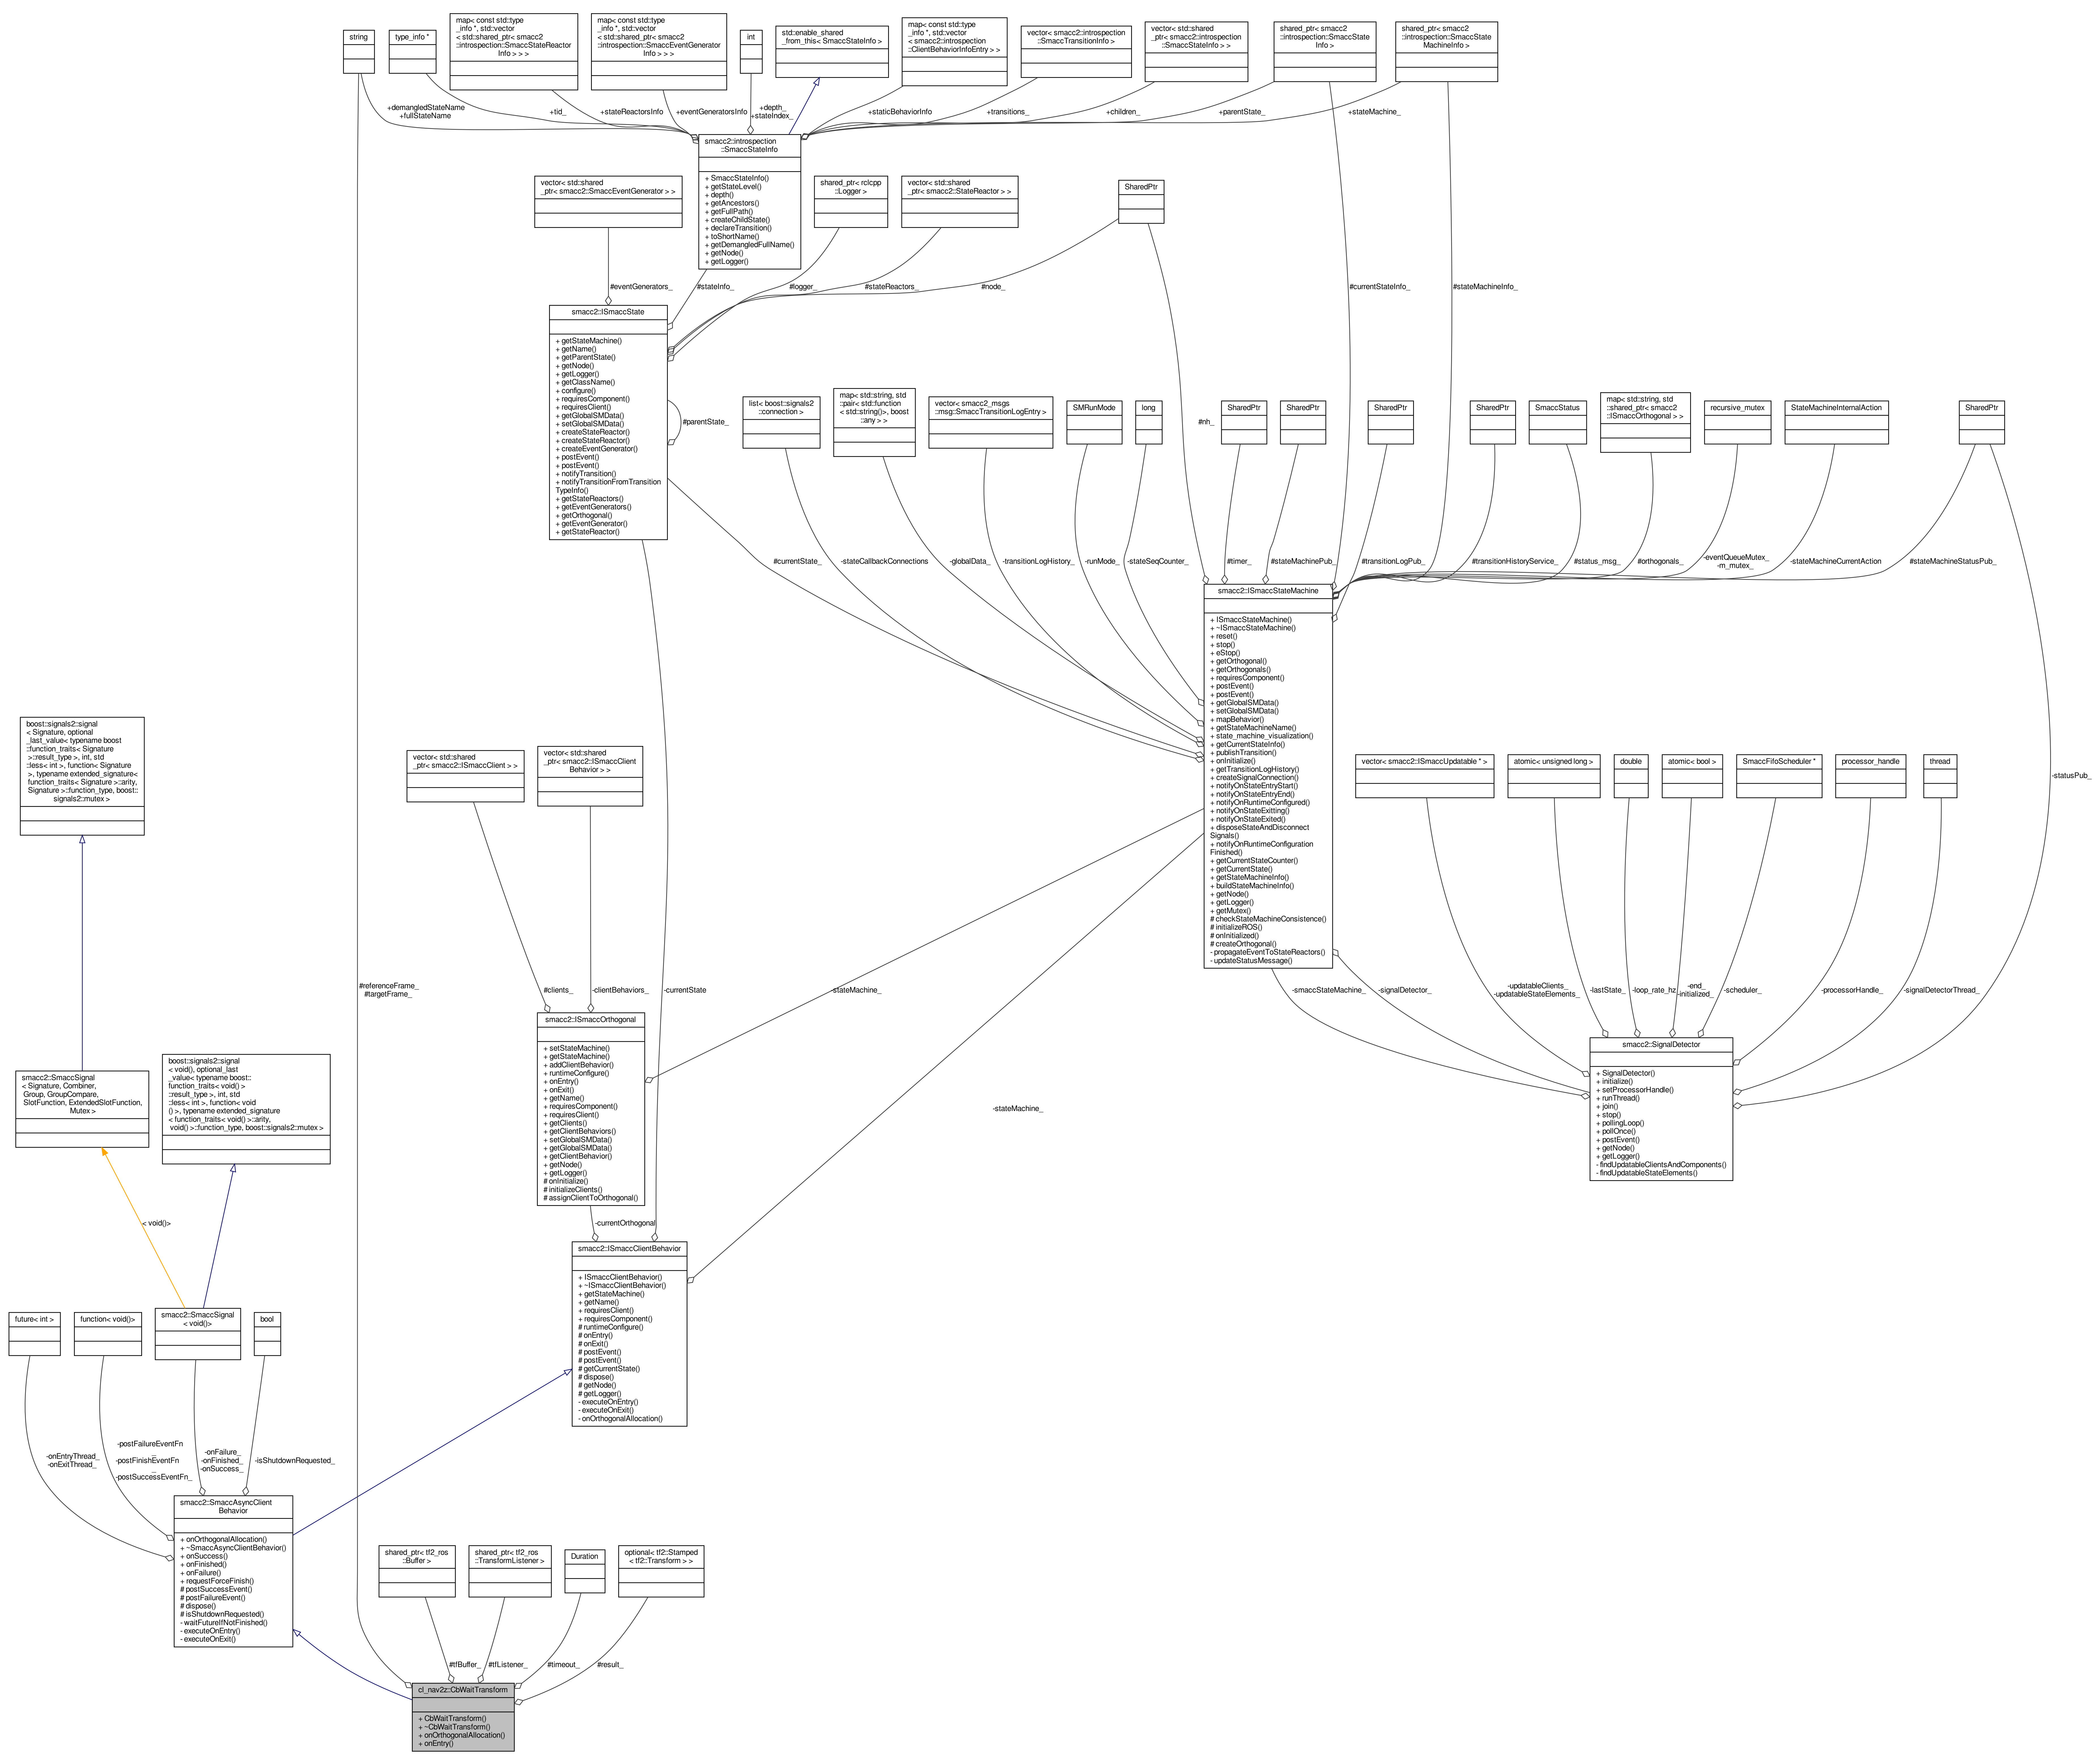 string
type_info *
map< const std::type
_info *, std::vector
< std::shared_ptr< smacc2
::introspection::SmaccStateReactor
Info > > >
map< const std::type
_info *, std::vector
< std::shared_ptr< smacc2
::introspection::SmaccEventGenerator
Info > > >
int
std::enable_shared
_from_this< SmaccStateInfo >
map< const std::type
_info *, std::vector
< smacc2::introspection
::ClientBehaviorInfoEntry > >
vector< smacc2::introspection
::SmaccTransitionInfo >
vector< std::shared
_ptr< smacc2::introspection
::SmaccStateInfo > >
shared_ptr< smacc2
::introspection::SmaccState
Info >
shared_ptr< smacc2
::introspection::SmaccState
MachineInfo >
+demangledStateName
+fullStateName
+tid_
+stateReactorsInfo
+eventGeneratorsInfo
+depth_
+stateIndex_
+staticBehaviorInfo
+transitions_
+children_
+parentState_
+stateMachine_
smacc2::introspection
::SmaccStateInfo
+ SmaccStateInfo()
+ getStateLevel()
+ depth()
+ getAncestors()
+ getFullPath()
+ createChildState()
+ declareTransition()
+ toShortName()
+ getDemangledFullName()
+ getNode()
+ getLogger()
vector< std::shared
_ptr< smacc2::SmaccEventGenerator > >
shared_ptr< rclcpp
::Logger >
vector< std::shared
_ptr< smacc2::StateReactor > >
SharedPtr
#eventGenerators_
#stateInfo_
#logger_
#stateReactors_
#node_
#currentStateInfo_
#stateMachineInfo_
smacc2::ISmaccState
+ getStateMachine()
+ getName()
+ getParentState()
+ getNode()
+ getLogger()
+ getClassName()
+ configure()
+ requiresComponent()
+ requiresClient()
+ getGlobalSMData()
+ setGlobalSMData()
+ createStateReactor()
+ createStateReactor()
+ createEventGenerator()
+ postEvent()
+ postEvent()
+ notifyTransition()
+ notifyTransitionFromTransition
TypeInfo()
+ getStateReactors()
+ getEventGenerators()
+ getOrthogonal()
+ getEventGenerator()
+ getStateReactor()
#parentState_
list< boost::signals2
::connection >
map< std::string, std
::pair< std::function
< std::string()>, boost
::any > >
vector< smacc2_msgs
::msg::SmaccTransitionLogEntry >
SMRunMode
long
#nh_
SharedPtr
SharedPtr
SharedPtr
SharedPtr
SmaccStatus
map< std::string, std
::shared_ptr< smacc2
::ISmaccOrthogonal > >
recursive_mutex
StateMachineInternalAction
SharedPtr
#currentState_
-stateCallbackConnections
-globalData_
-transitionLogHistory_
-runMode_
-stateSeqCounter_
#timer_
#stateMachinePub_
#transitionLogPub_
#transitionHistoryService_
#status_msg_
#orthogonals_
-eventQueueMutex_
-m_mutex_
-stateMachineCurrentAction
#stateMachineStatusPub_
smacc2::ISmaccStateMachine
+ ISmaccStateMachine()
+ ~ISmaccStateMachine()
+ reset()
+ stop()
+ eStop()
+ getOrthogonal()
+ getOrthogonals()
+ requiresComponent()
+ postEvent()
+ postEvent()
+ getGlobalSMData()
+ setGlobalSMData()
+ mapBehavior()
+ getStateMachineName()
+ state_machine_visualization()
+ getCurrentStateInfo()
+ publishTransition()
+ onInitialize()
+ getTransitionLogHistory()
+ createSignalConnection()
+ notifyOnStateEntryStart()
+ notifyOnStateEntryEnd()
+ notifyOnRuntimeConfigured()
+ notifyOnStateExitting()
+ notifyOnStateExited()
+ disposeStateAndDisconnect
Signals()
+ notifyOnRuntimeConfiguration
Finished()
+ getCurrentStateCounter()
+ getCurrentState()
+ getStateMachineInfo()
+ buildStateMachineInfo()
+ getNode()
+ getLogger()
+ getMutex()
# checkStateMachineConsistence()
# initializeROS()
# onInitialized()
# createOrthogonal()
- propagateEventToStateReactors()
- updateStatusMessage()
boost::signals2::signal
< Signature, optional
_last_value< typename boost
::function_traits< Signature
>::result_type >, int, std
::less< int >, function< Signature
>, typename extended_signature<
function_traits< Signature >::arity,
Signature >::function_type, boost::
signals2::mutex >
vector< std::shared
_ptr< smacc2::ISmaccClient > >
vector< std::shared
_ptr< smacc2::ISmaccClient
Behavior > >
vector< smacc2::ISmaccUpdatable * >
atomic< unsigned long >
double
atomic< bool >
SmaccFifoScheduler *
processor_handle
thread
-statusPub_
#referenceFrame_
#targetFrame_
#clients_
-clientBehaviors_
-currentState
-stateMachine_
-smaccStateMachine_
-signalDetector_
-updatableClients_
-updatableStateElements_
-lastState_
-loop_rate_hz
-end_
-initialized_
-scheduler_
-processorHandle_
-signalDetectorThread_
smacc2::ISmaccOrthogonal
+ setStateMachine()
+ getStateMachine()
+ addClientBehavior()
+ runtimeConfigure()
+ onEntry()
+ onExit()
+ getName()
+ requiresComponent()
+ requiresClient()
+ getClients()
+ getClientBehaviors()
+ setGlobalSMData()
+ getGlobalSMData()
+ getClientBehavior()
+ getNode()
+ getLogger()
# onInitialize()
# initializeClients()
# assignClientToOrthogonal()
smacc2::SignalDetector
+ SignalDetector()
+ initialize()
+ setProcessorHandle()
+ runThread()
+ join()
+ stop()
+ pollingLoop()
+ pollOnce()
+ postEvent()
+ getNode()
+ getLogger()
- findUpdatableClientsAndComponents()
- findUpdatableStateElements()
smacc2::SmaccSignal
< Signature, Combiner,
Group, GroupCompare,
SlotFunction, ExtendedSlotFunction,
Mutex >
boost::signals2::signal
< void(), optional_last
_value< typename boost::
function_traits< void() >
::result_type >, int, std
::less< int >, function< void
() >, typename extended_signature
< function_traits< void() >::arity,
void() >::function_type, boost::signals2::mutex >
-stateMachine_
< void()>
-currentOrthogonal
smacc2::ISmaccClientBehavior
+ ISmaccClientBehavior()
+ ~ISmaccClientBehavior()
+ getStateMachine()
+ getName()
+ requiresClient()
+ requiresComponent()
# runtimeConfigure()
# onEntry()
# onExit()
# postEvent()
# postEvent()
# getCurrentState()
# dispose()
# getNode()
# getLogger()
- executeOnEntry()
- executeOnExit()
- onOrthogonalAllocation()
future< int >
function< void()>
smacc2::SmaccSignal
< void()>
bool
-onEntryThread_
-onExitThread_
-postFailureEventFn
_
-postFinishEventFn
_
-postSuccessEventFn_
-onFailure_
-onFinished_
-onSuccess_
-isShutdownRequested_
smacc2::SmaccAsyncClient
Behavior
+ onOrthogonalAllocation()
+ ~SmaccAsyncClientBehavior()
+ onSuccess()
+ onFinished()
+ onFailure()
+ requestForceFinish()
# postSuccessEvent()
# postFailureEvent()
# dispose()
# isShutdownRequested()
- waitFutureIfNotFinished()
- executeOnEntry()
- executeOnExit()
shared_ptr< tf2_ros
::Buffer >
shared_ptr< tf2_ros
::TransformListener >
Duration
optional< tf2::Stamped
< tf2::Transform > >
#tfBuffer_
#tfListener_
#timeout_
#result_
cl_nav2z::CbWaitTransform
+ CbWaitTransform()
+ ~CbWaitTransform()
+ onOrthogonalAllocation()
+ onEntry()